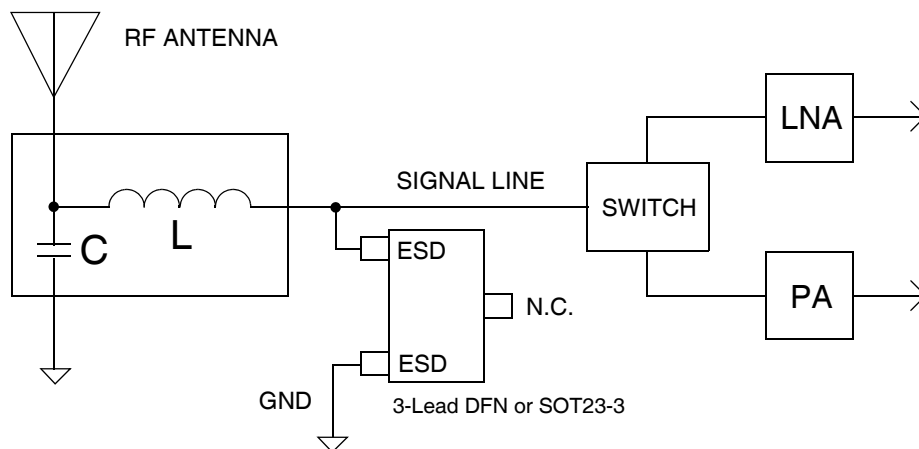 RF ANTENNA
LNA
SIGNAL LINE
SWITCH
C
L
ESD
N.C.
PA
ESD
GND
3-Lead DFN or SOT23-3